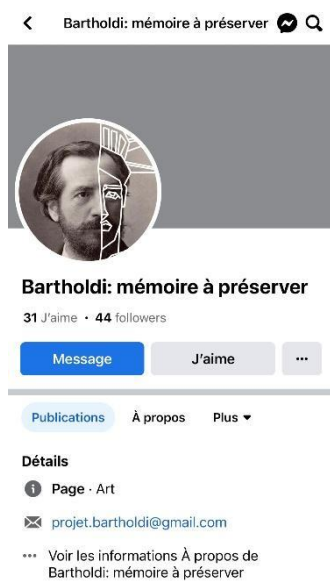 Bartholdi: mémoire à préserver
Bartholdi: mémoire à préserver
31 J'aime · 44 followers
Message
J'aime
Publications
À propos
Plus
Détails
Page · Art
projet.bartholdi@gmail.com
Voir les informations À propos de
Bartholdi: mémoire à préserver